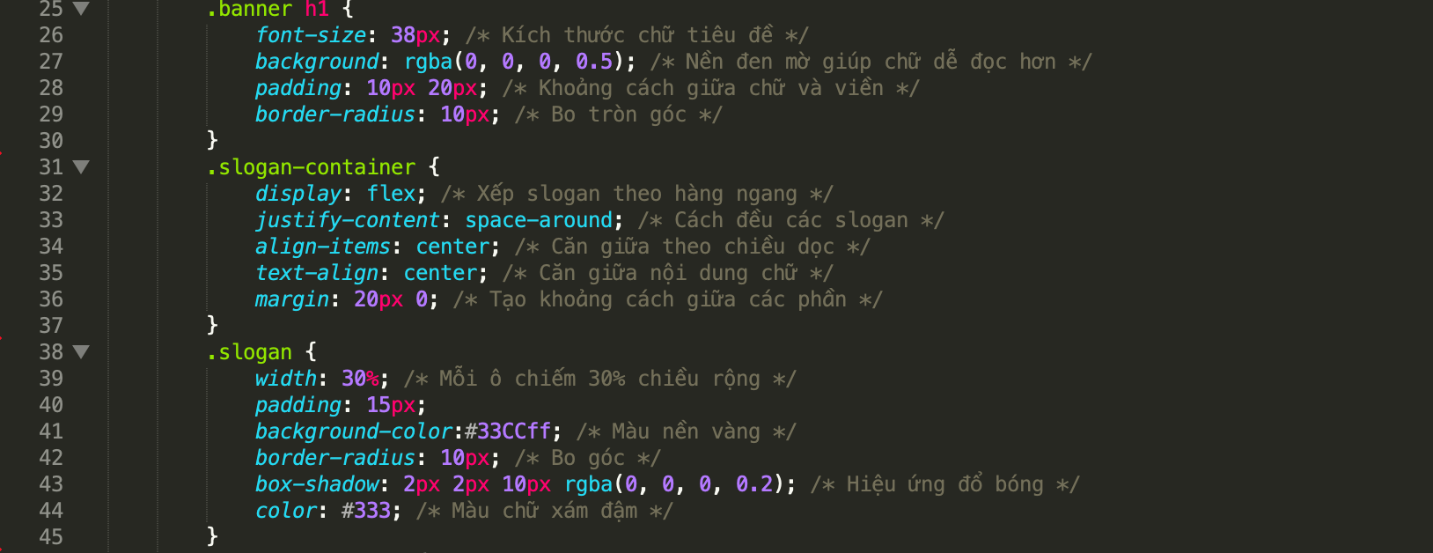 25 ▼ .banner h1 {
26 font-size: 38px; /* Kích thước chữ tiêu đề */
27 background: rgba(0, 0, 0, 0.5); /* Nền đen mờ giúp chữ dễ đọc hơn */
28 padding: 10px 20px; /* Khoảng cách giữa chữ và viền */
29 border-radius: 10px; /* Bo tròn góc */
30 }
31 ▼ .slogan-container {
32 display: flex; /* Xếp slogan theo hàng ngang */
33 justify-content: space-around; /* Cách đều các slogan */
34 align-items: center; /* Căn giữa theo chiều dọc */
35 text-align: center; /* Căn giữa nội dung chữ */
36 margin: 20px 0; /* Tạo khoảng cách giữa các phần */
37 }
38 ▼ .slogan {
39 width: 30%; /* Mỗi ô chiếm 30% chiều rộng */
40 padding: 15px;
41 background-color:#33CCff; /* Màu nền vàng */
42 border-radius: 10px; /* Bo góc */
43 box-shadow: 2px 2px 10px rgba(0, 0, 0, 0.2); /* Hiệu ứng đổ bóng */
44 color: #333; /* Màu chữ xám đậm */
45 }